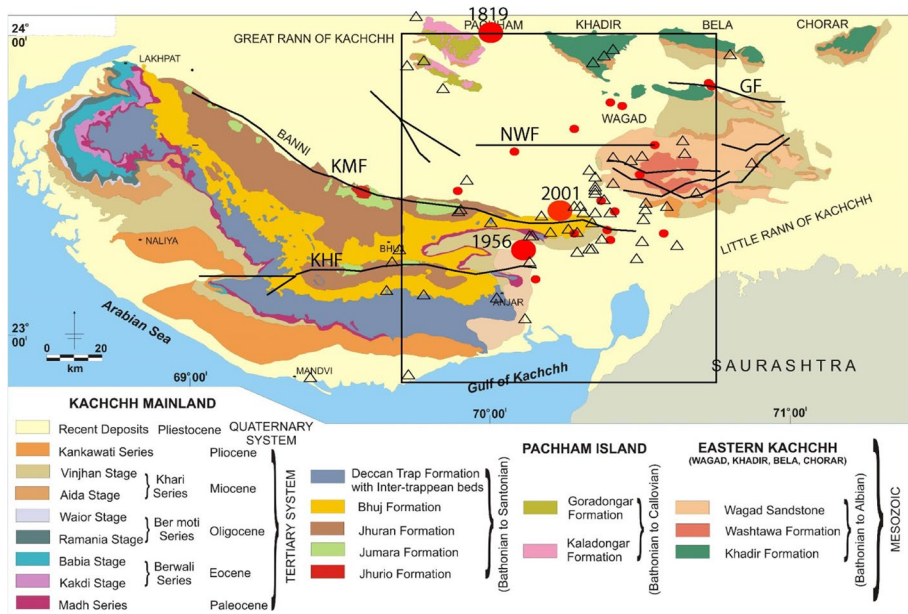 24°
00'
1819
PACHHAM
KHADIR
BELA
CHORAR
GREAT RANN OF KACHCHH
LAKHPAT
GF
WAGAD
BANNI
NWF
KMF
2001
LITTLE RANN OF KACHCHH
1956
NALIYA
BHUJ
KHF
ANJAR
Arabian Sea
23°
00'
0 20
km
SAURASHTRA
MANDVI
Gulf of Kachchh
69°00' 70°00' 71°00'
KACHCHH MAINLAND
Recent Deposits Pliestocene QUATERNARY SYSTEM
Kankawati Series Pliocene
Vinjhan Stage
Aida Stage
Khari Series
Miocene
Waior Stage
Ramania Stage
Ber moti Series
Oligocene
Babia Stage
Kakdi Stage
Berwali Series
Eocene
Madh Series Paleocene
TERTIARY SYSTEM
Deccan Trap Formation
with Inter-trappean beds
Bhuj Formation
Jhuran Formation
Jumara Formation
Jhurio Formation
(Bathonian to Santonian)
PACHHAM ISLAND
Goradongar
Formation
Kaladongar
Formation
(Bathonian to Callovian)
EASTERN KACHCHH
(WAGAD, KHADIR, BELA, CHORAR)
Wagad Sandstone
Washtawa Formation
Khadir Formation
(Bathonian to Albian)
MESOZOIC